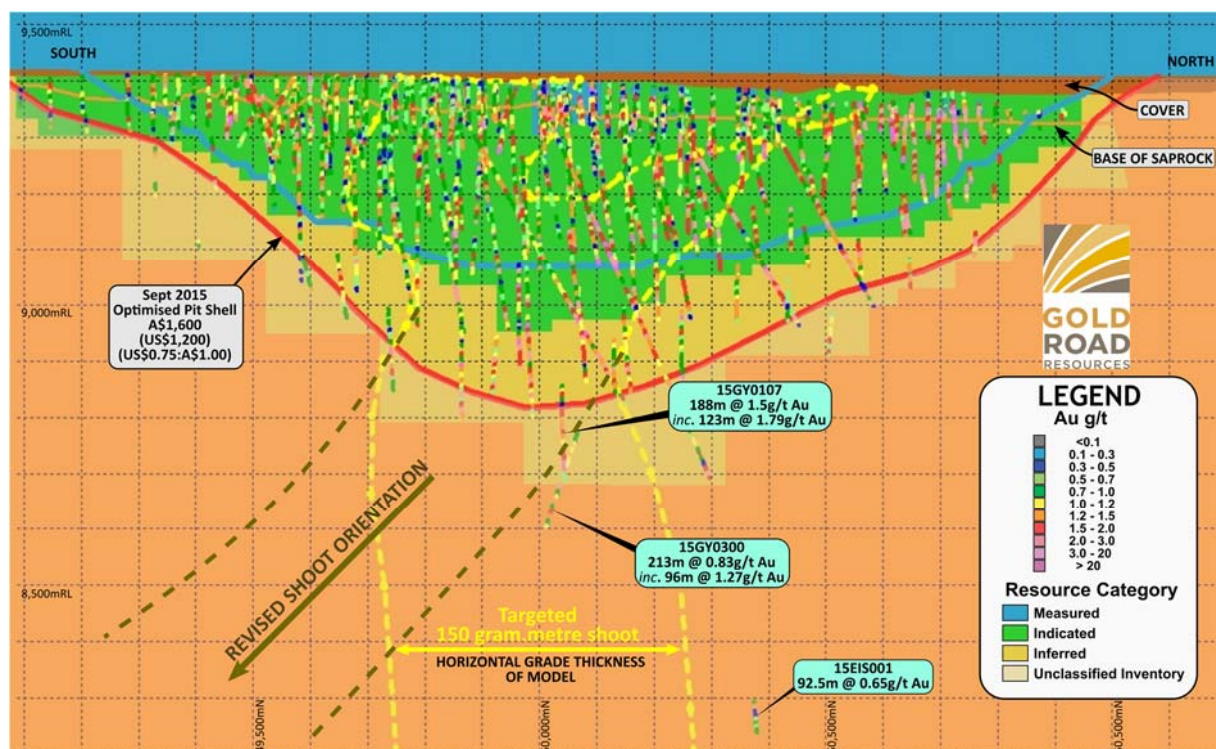 9,500mRL
SOUTH
NORTH
COVER
BASE OF SAPROCK
Sept 2015
Optimised Pit Shell
A$1,600
(US$1,200)
(US$0.75:A$1.00)
9,000mRL
GOLD
ROAD
RESOURCES
15GY0107
188m @ 1.5g/t Au
inc. 123m @ 1.79g/t Au
15GY0300
213m @ 0.83g/t Au
inc. 96m @ 1.27g/t Au
REVISED SHOOT ORIENTATION
8,500mRL
Targeted
150 gram.metre shoot
HORIZONTAL GRADE THICKNESS
OF MODEL
15EIS001
92.5m @ 0.65g/t Au
LEGEND
Au g/t
<0.1
0.1 - 0.3
0.3 - 0.5
0.5 - 0.7
0.7 - 1.0
1.0 - 1.2
1.2 - 1.5
1.5 - 2.0
2.0 - 3.0
3.0 - 20
> 20
Resource Category
Measured
Indicated
Inferred
Unclassified Inventory
49,500mN
50,000mN
50,500mN
50,500mN